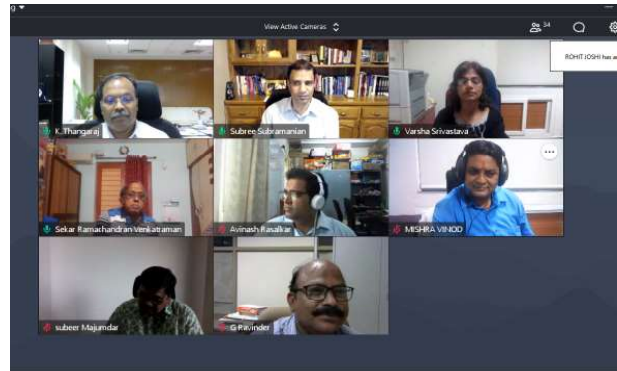 View Active Cameras
34
ROHIT JOSHI has
K. Thangaraj
Subree Subramanian
Varsha Srivastava
Sekar Ramachandran Venkatraman
Avinash Rasalkar
MISHRA VINOD
subeer Majumdar
G Ravinder